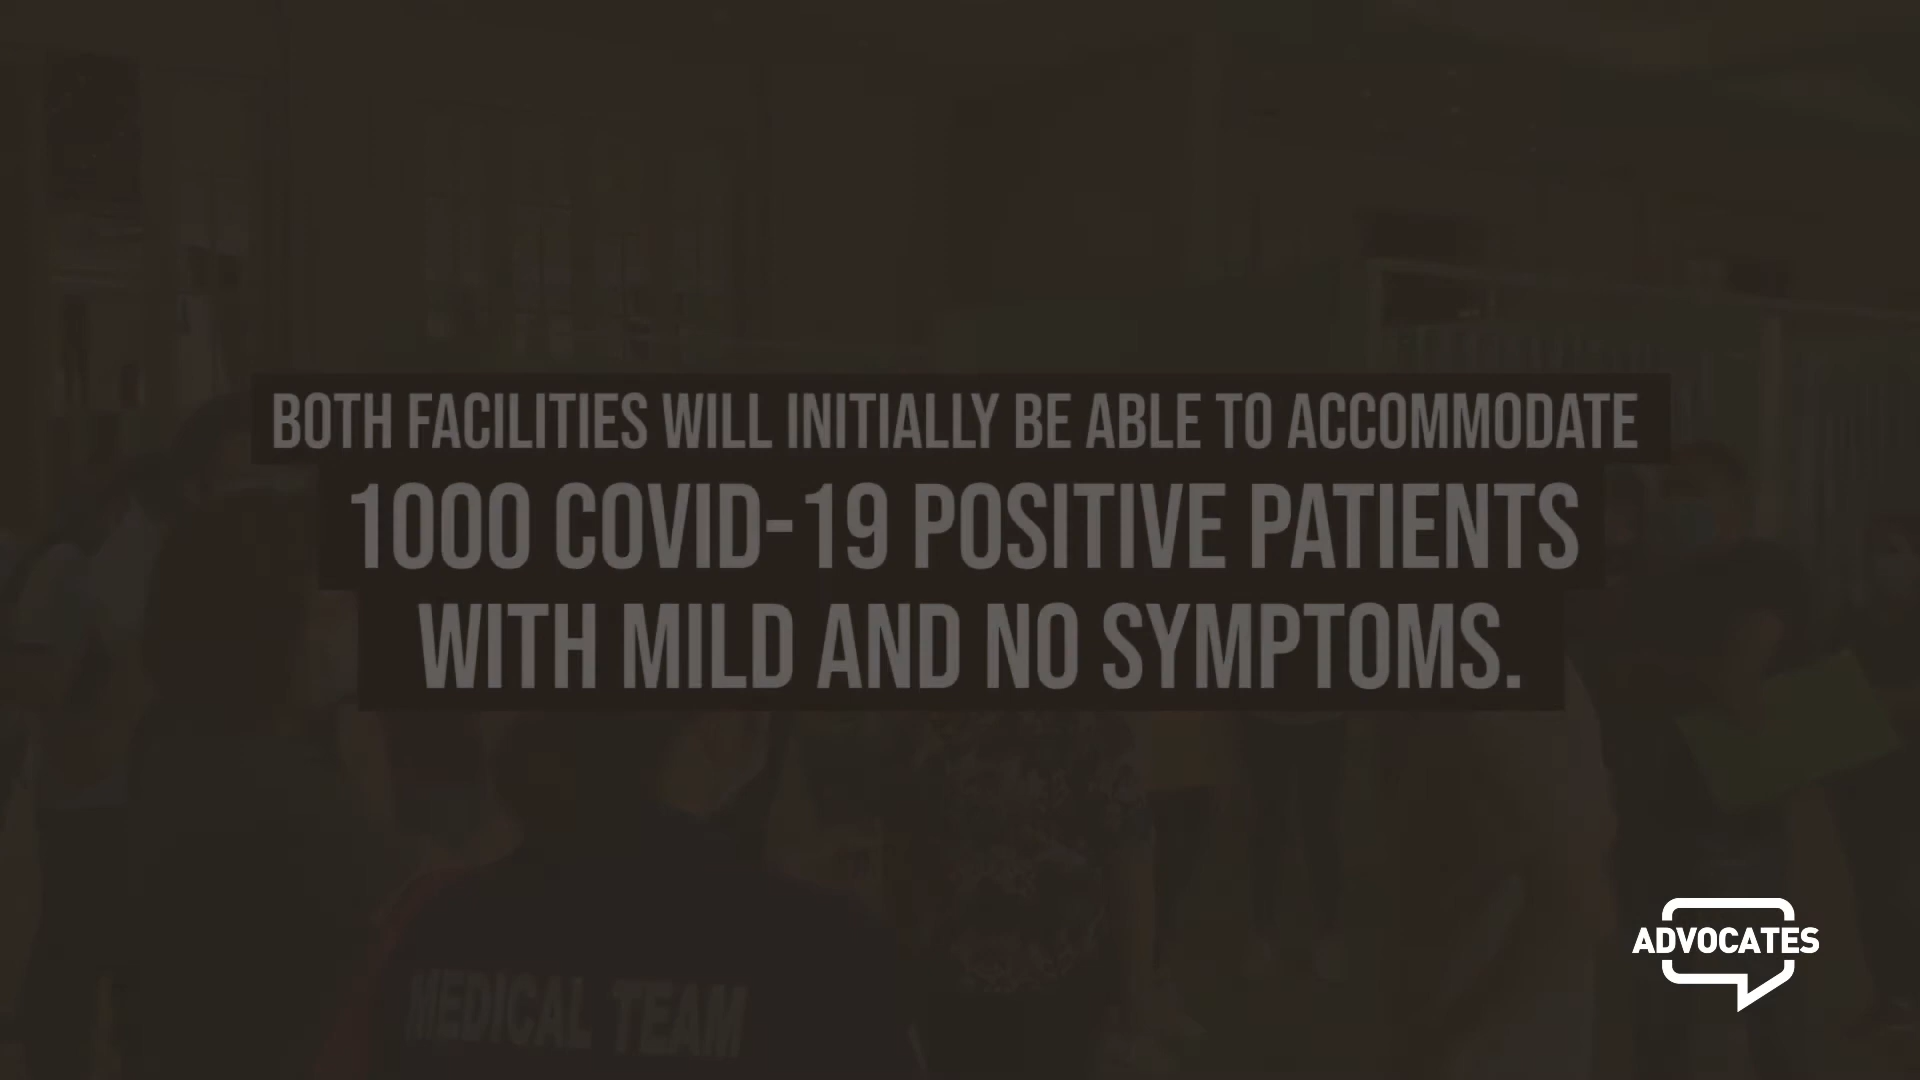 BOTH FACILITIES WILL INITIALLY BE ABLE TO ACCOMMODATE
1000 COVID-19 POSITIVE PATIENTS
WITH MILD AND NO SYMPTOMS.
ADVOCATES
MEDICAL TEAM